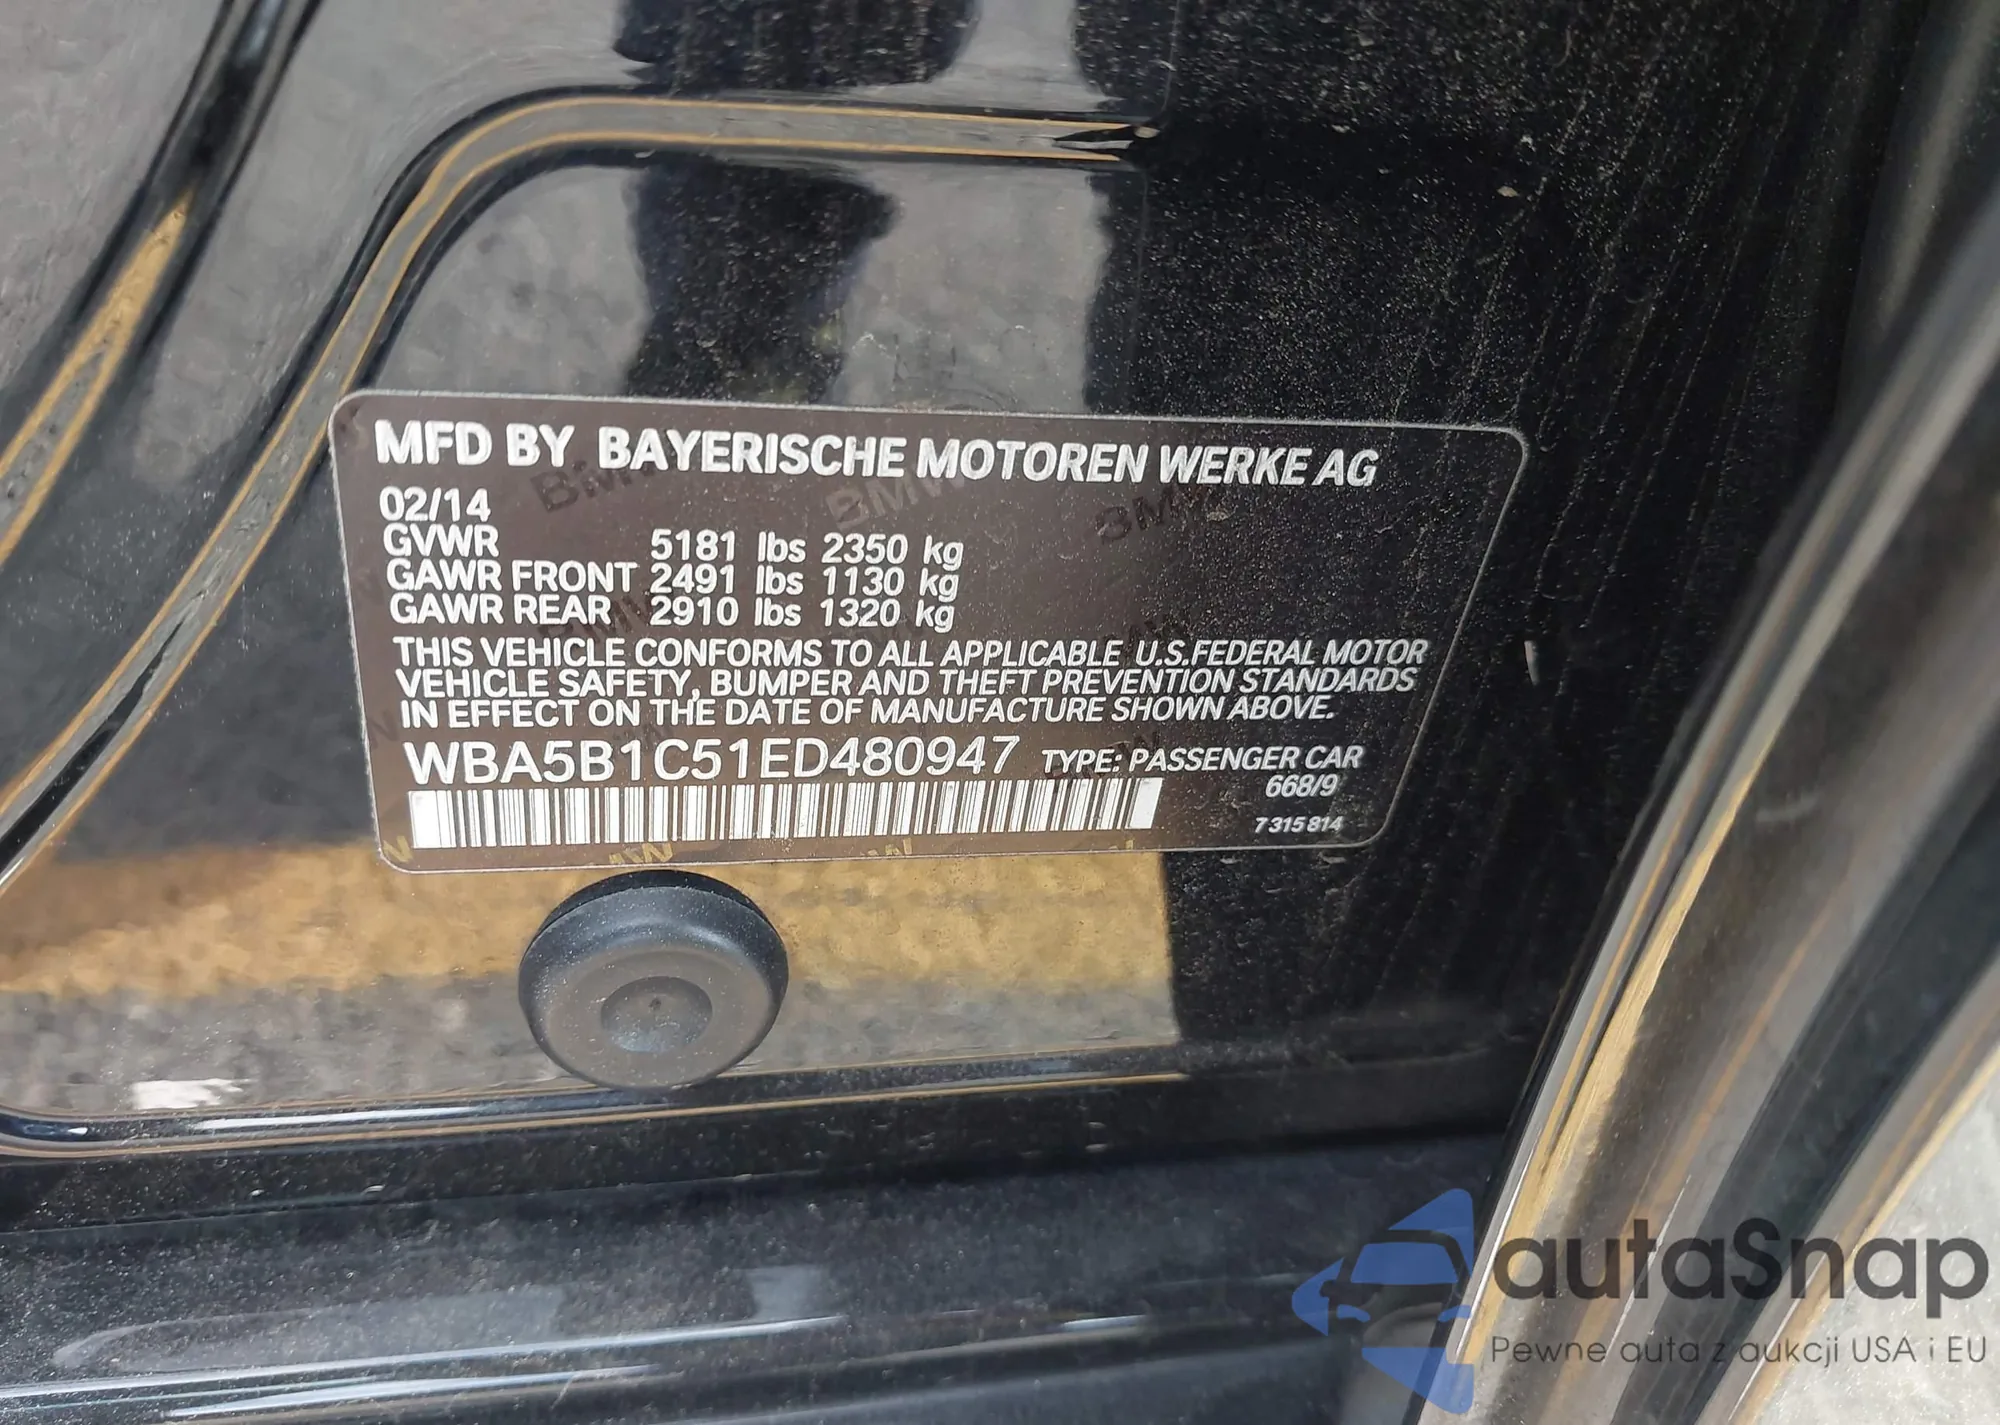 MFD BY BAYERISCHE MOTOREN WERKE AG
02/14
GVWR 5181 lbs 2350 kg
GAWR FRONT 2491 lbs 1130 kg
GAWR REAR 2910 lbs 1320 kg
THIS VEHICLE CONFORMS TO ALL APPLICABLE U.S.FEDERAL MOTOR
VEHICLE SAFETY, BUMPER AND THEFT PREVENTION STANDARDS
IN EFFECT ON THE DATE OF MANUFACTURE SHOWN ABOVE.
WBA5B1C51ED480947 TYPE: PASSENGER CAR
668/9
7315814
autaSnap
Pewne auta z aukcji USA i EU